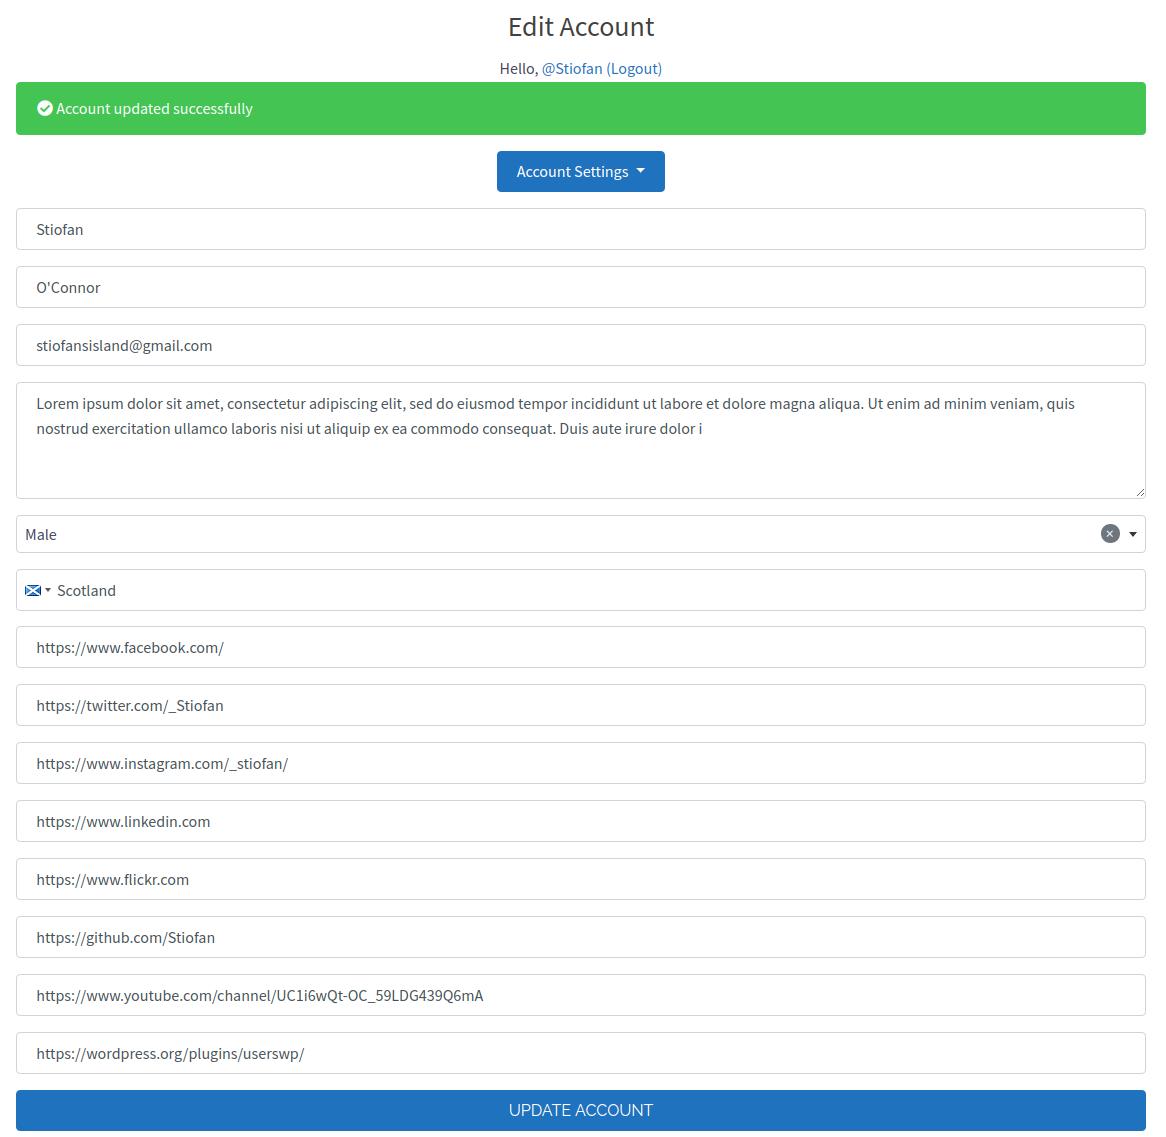 Edit Account
Hello, @Stiofan (Logout)
Account updated successfully
Account Settings
Stiofan
O'Connor
stiofansisland@gmail.com
Lorem ipsum dolor sit amet, consectetur adipiscing elit, sed do eiusmod tempor incididunt ut labore et dolore magna aliqua. Ut enim ad minim veniam, quis
nostrud exercitation ullamco laboris nisi ut aliquip ex ea commodo consequat. Duis aute irure dolor i
Male
Scotland
https://www.facebook.com/
https://twitter.com/_Stiofan
https://www.instagram.com/_stiofan/
https://www.linkedin.com
https://www.flickr.com
https://github.com/Stiofan
https://www.youtube.com/channel/UC1i6wQt-OC_59LDG439Q6mA
https://wordpress.org/plugins/userswp/
UPDATE ACCOUNT